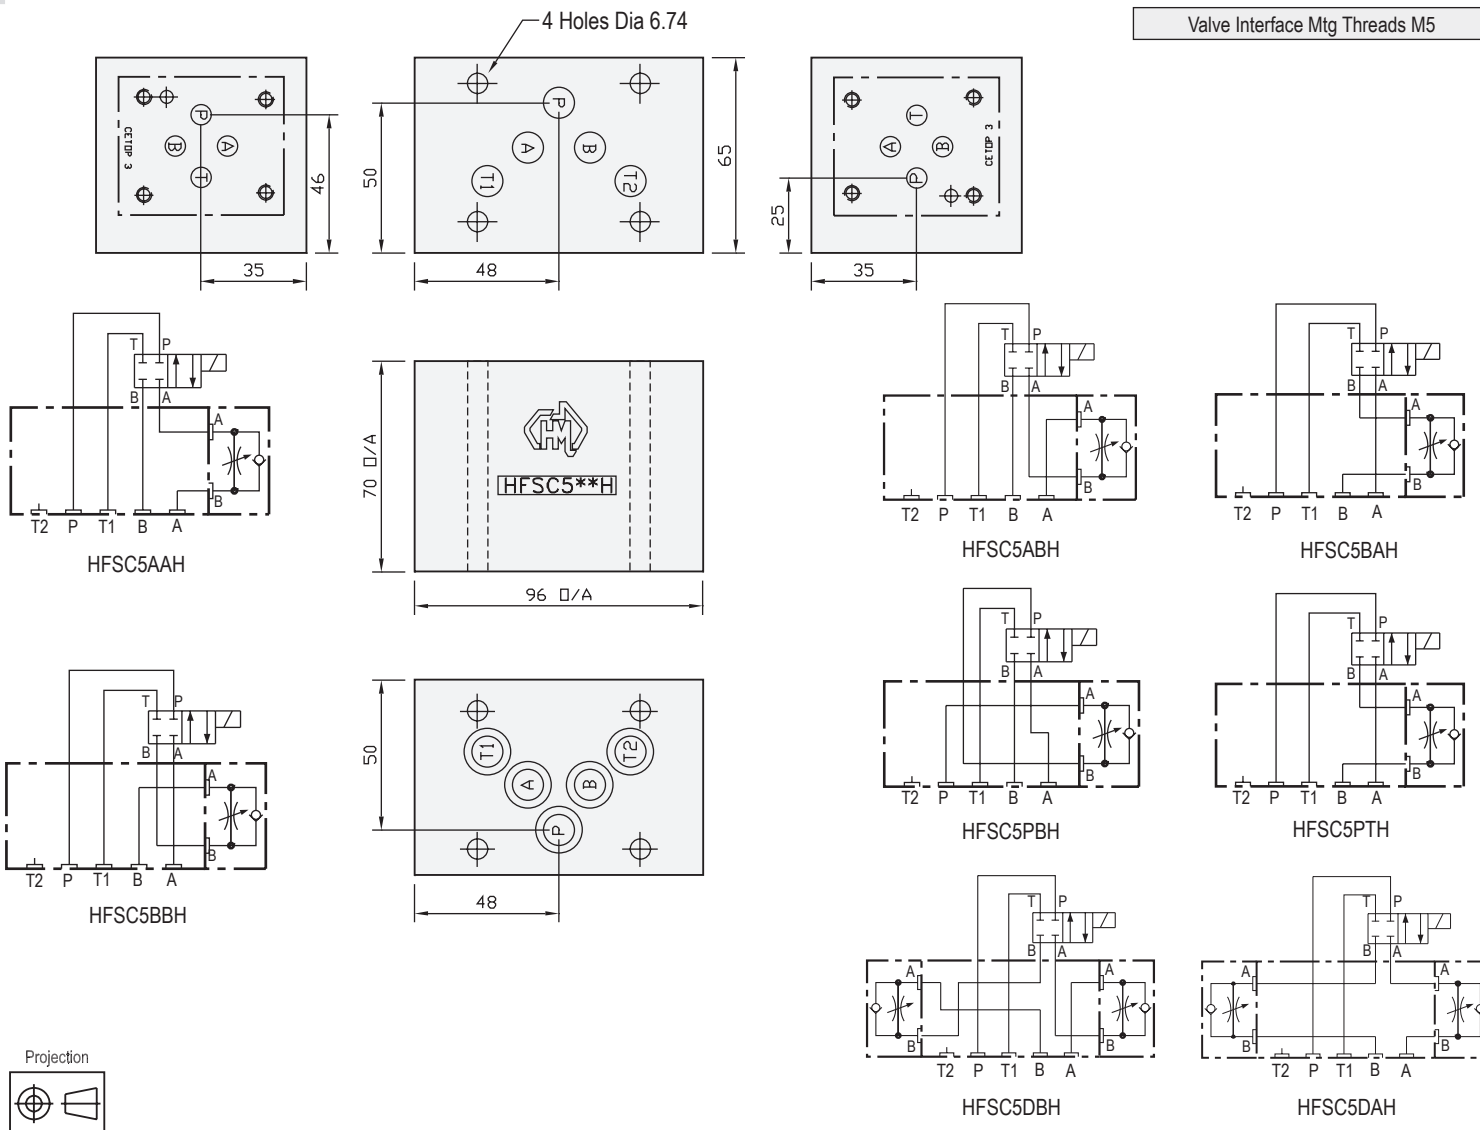 4 Holes Dia 6.74
Valve Interface Mtg Threads M5
P
B A
T
CETOP 3
46
35
P
A B
T1 T2
50
65
48
T
A B
P
CETOP 3
25
35
T P
B A
A
B
T2 P T1 B A
HFSC5AAH
70 O/A
HML
HFSC5**H
96 O/A
T P
B A
A
B
T2 P T1 B A
HFSC5ABH
T P
B A
A
B
T2 P T1 B A
HFSC5BAH
T P
B A
A
B
T2 P T1 B A
HFSC5BBH
50
T1 T2
A B
P
48
T P
B A
A
B
T2 P T1 B A
HFSC5PBH
T P
B A
A
B
T2 P T1 B A
HFSC5PTH
T P
B A
A A
B B
T2 P T1 B A
HFSC5DBH
T P
B A
A A
B B
T2 P T1 B A
HFSC5DAH
Projection